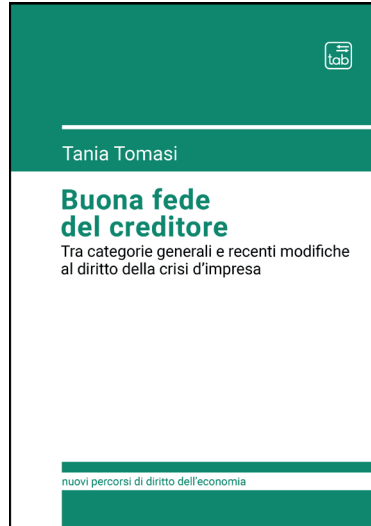 tab
Tania Tomasi
Buona fede
del creditore
Tra categorie generali e recenti modifiche
al diritto della crisi d'impresa
nuovi percorsi di diritto dell'economia